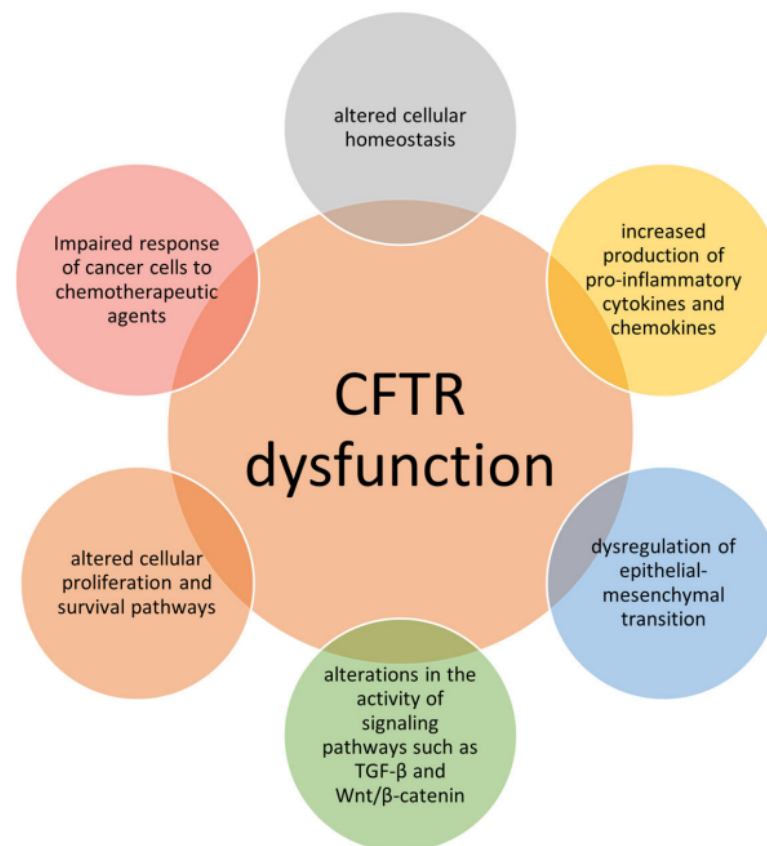 altered cellular
homeostasis
increased
production of
pro-inflammatory
cytokines and
chemokines
dysregulation of
epithelial-
mesenchymal
transition
alterations in the
activity of
signaling
pathways such as
TGF-β and
Wnt/β-catenin
altered cellular
proliferation and
survival pathways
Impaired response
of cancer cells to
chemotherapeutic
agents
CFTR
dysfunction